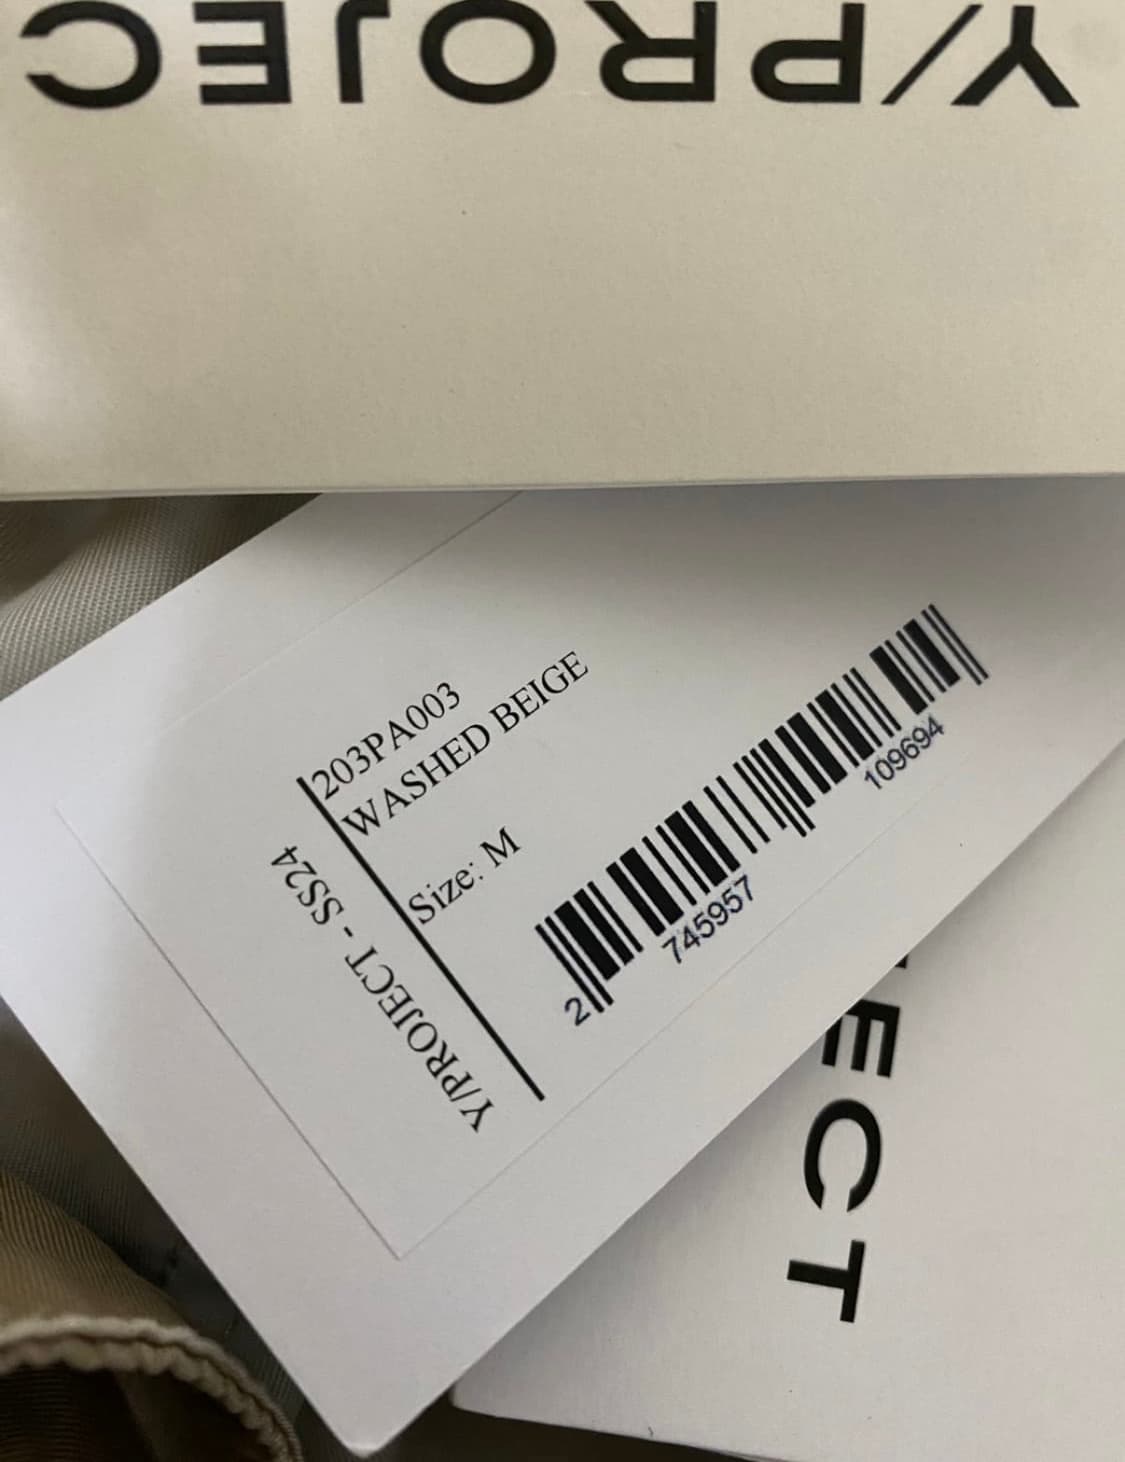 Y/PROJEC
Y/PROJECT - SS24
203PA003
WASHED BEIGE
Size: M
2 745957 109694
ECT